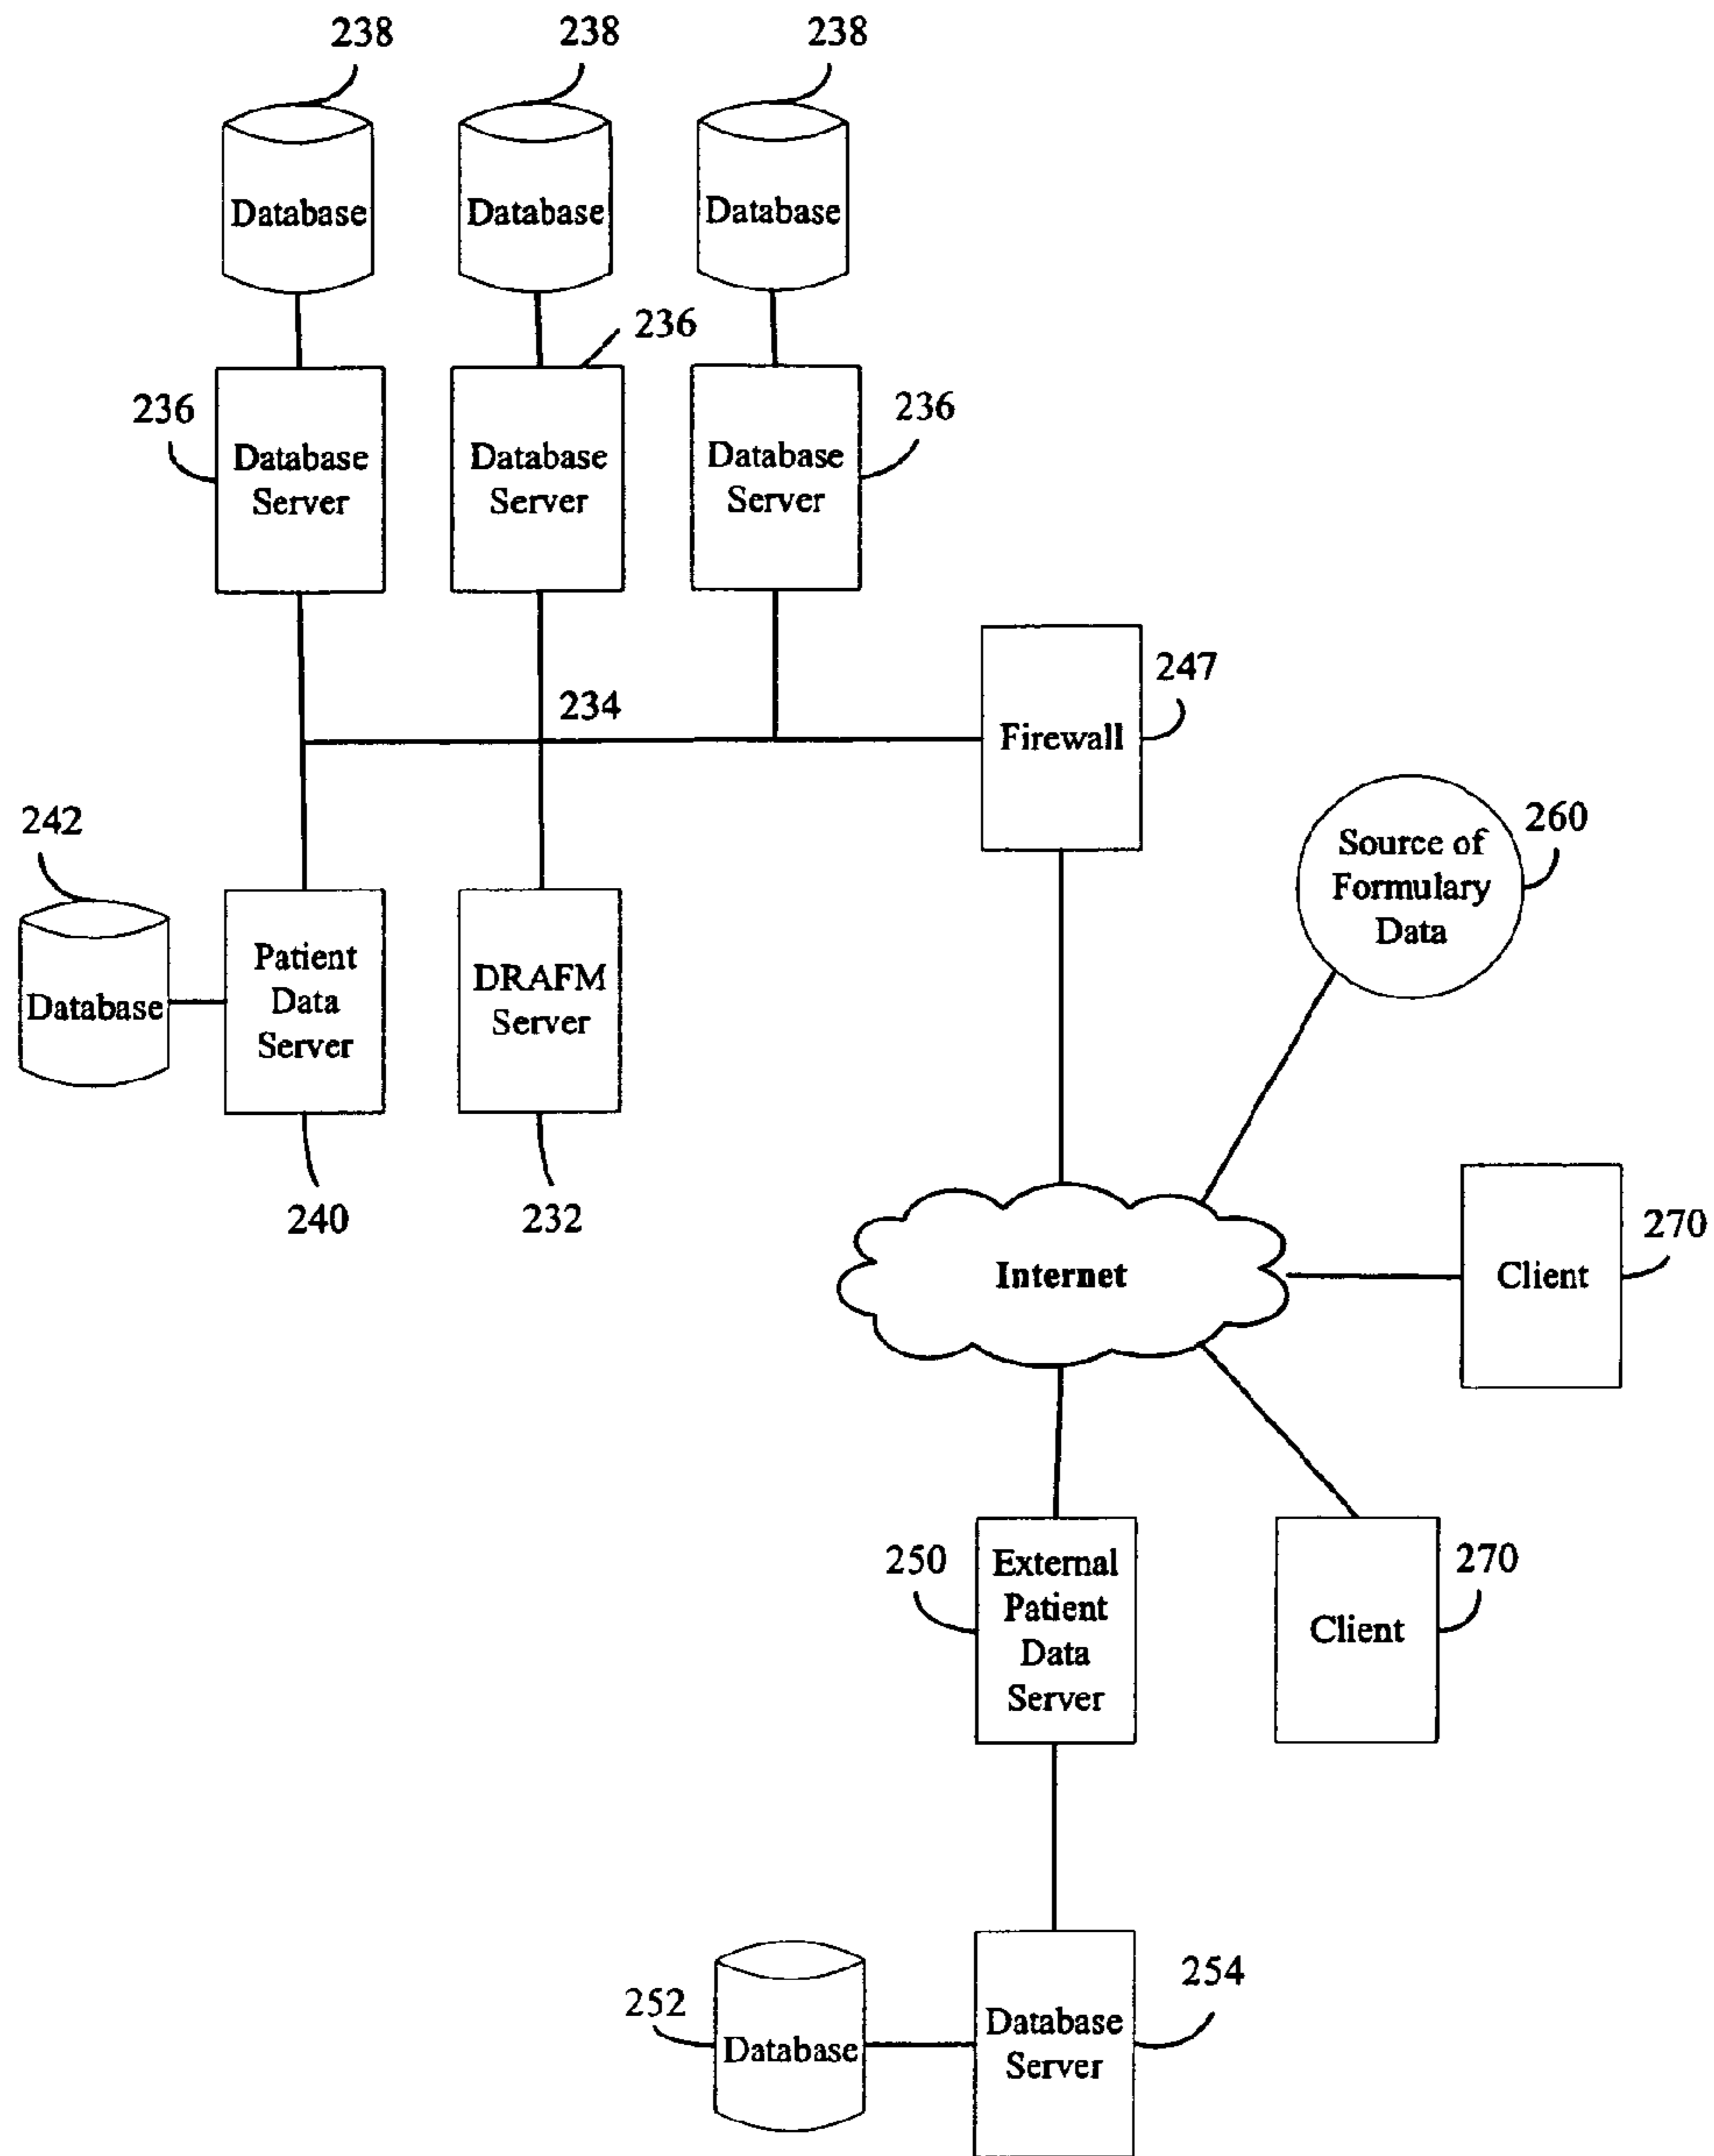 238
238
238
Database
Database
Database
236
236
236
Database
Server
Database
Server
Database
Server
247
234
Firewall
242
260
Source of
Formulary
Data
Patient
Data
Server
DRAFM
Server
Database
240
232
270
Internet
Client
250
External
Patient
Data
Server
270
Client
252
254
Database
Database
Server